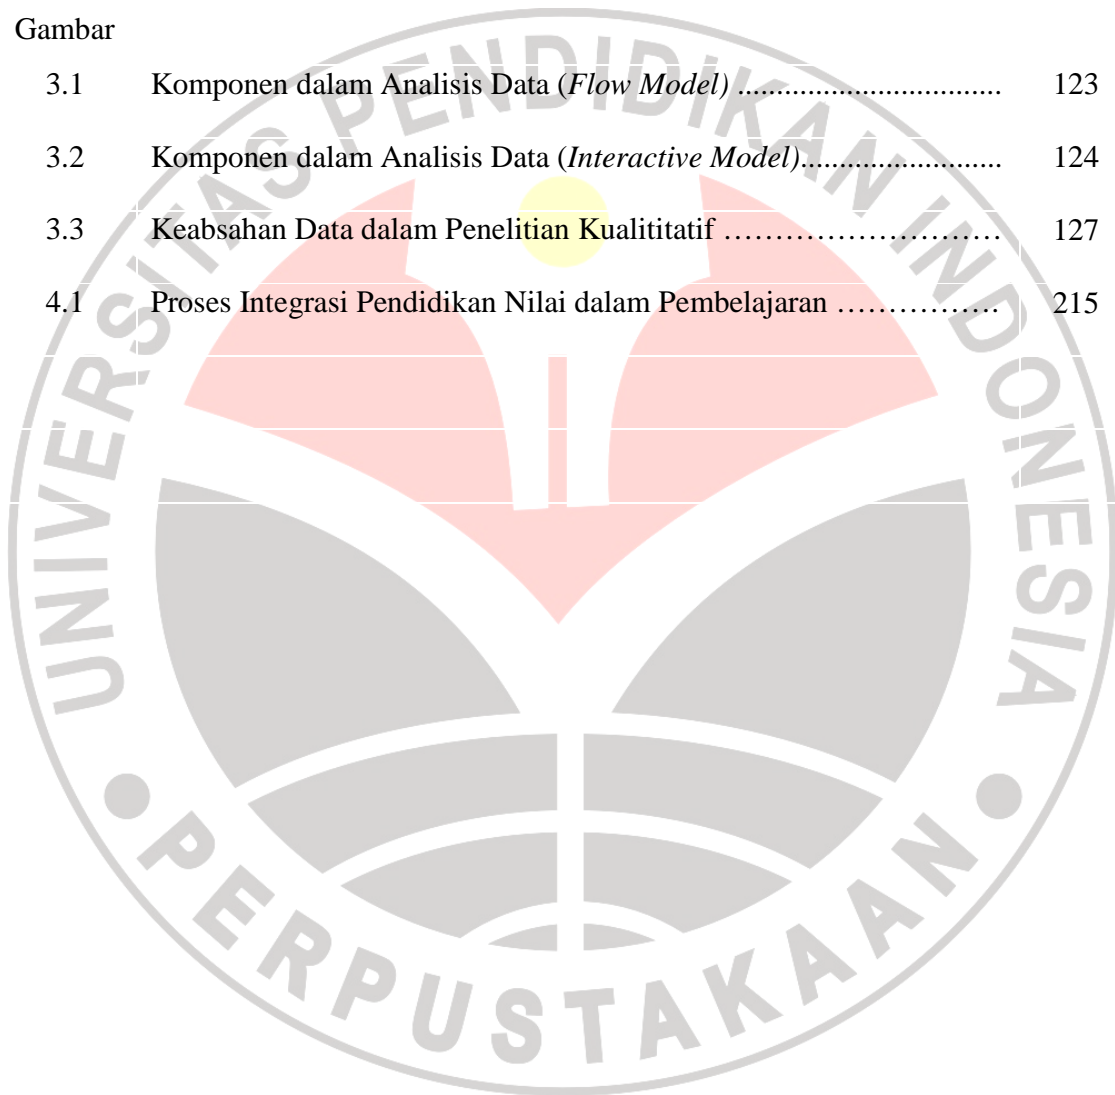 Gambar
3.1 Komponen dalam Analisis Data (Flow Model) .................................. 123
3.2 Komponen dalam Analisis Data (Interactive Model).......................... 124
3.3 Keabsahan Data dalam Penelitian Kualititatif ………………………. 127
4.1 Proses Integrasi Pendidikan Nilai dalam Pembelajaran ……………. 215
UNIVERSITAS PENDIDIKAN INDONESIA
PERPUSTAKAAN